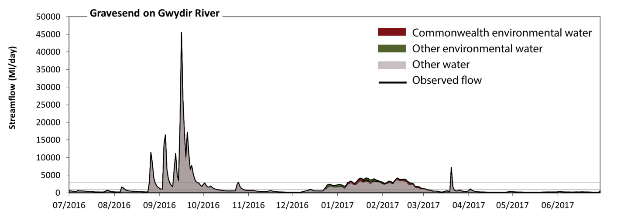 Gravesend on Gwydir River
Streamflow (Ml/day)
50000
45000
40000
35000
30000
25000
20000
15000
10000
5000
0
Commonwealth environmental water
Other environmental water
Other water
Observed flow
07/2016 08/2016 09/2016 10/2016 11/2016 12/2016 01/2017 02/2017 03/2017 04/2017 05/2017 06/2017